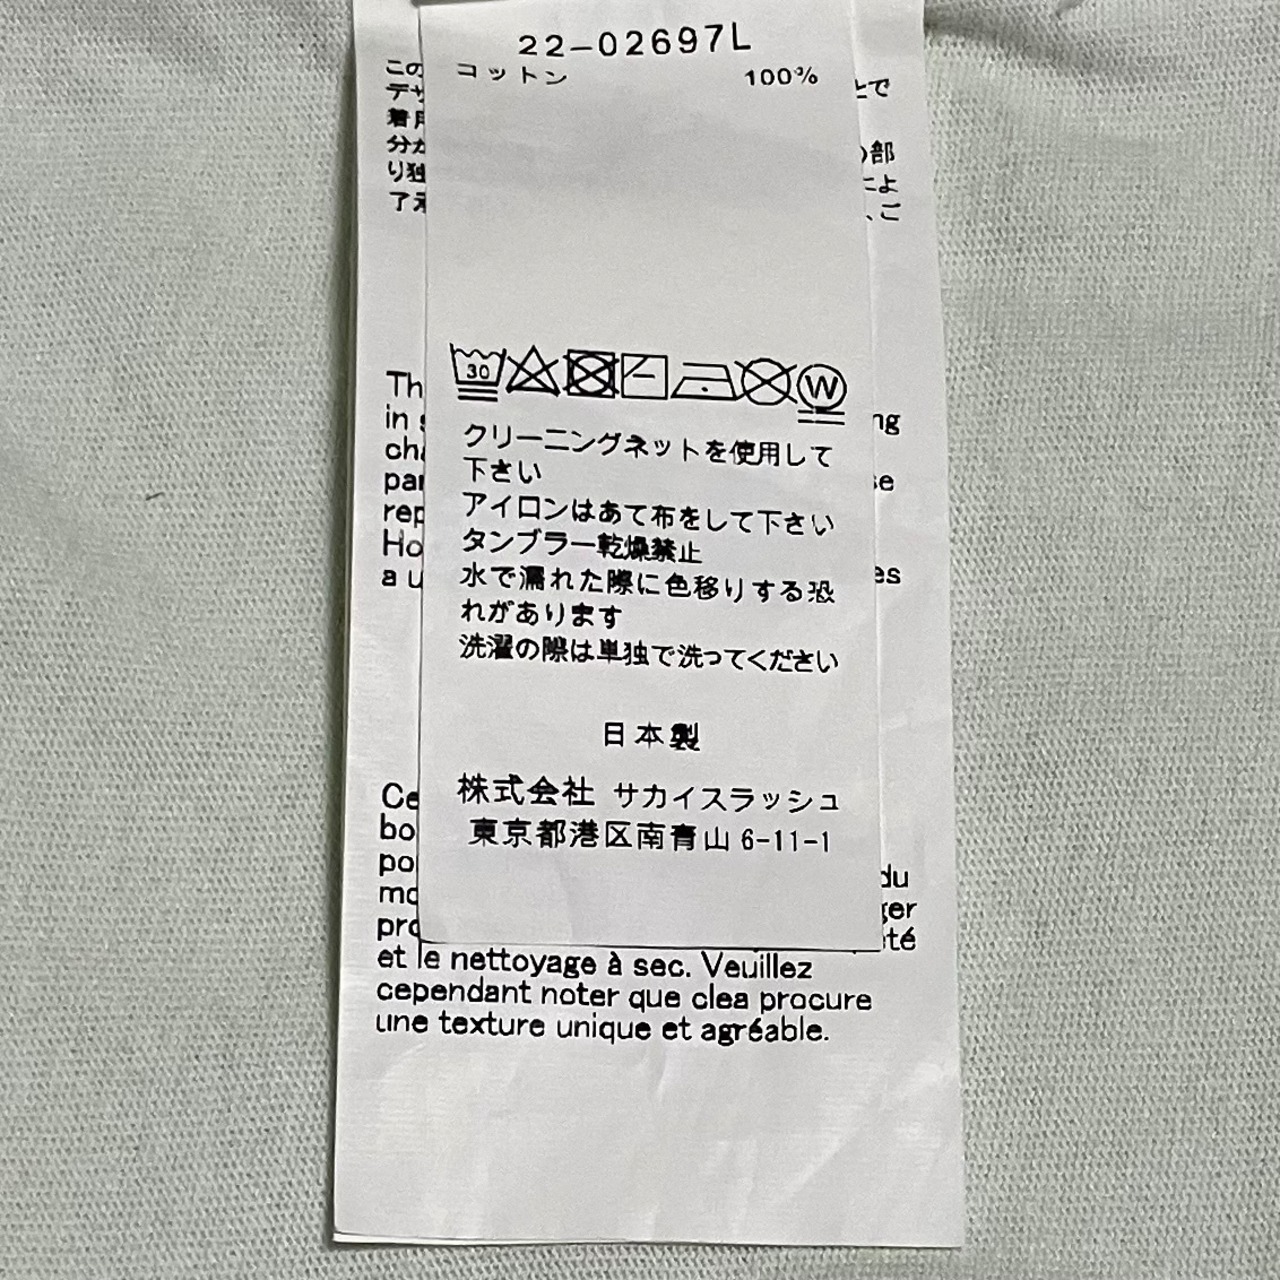 22-02697L
コットン 100%
30
W
クリーニングネットを使用して
下さい
アイロンはあて布をして下さい
タンブラー乾燥禁止
水で濡れた際に色移りする恐
れがあります
洗濯の際は単独で洗ってください
日本製
株式会社 サカイスラッシュ
東京都港区南青山 6-11-1
et le nettoyage à sec. Veuillez
cependant noter que clea procure
une texture unique et agréable.